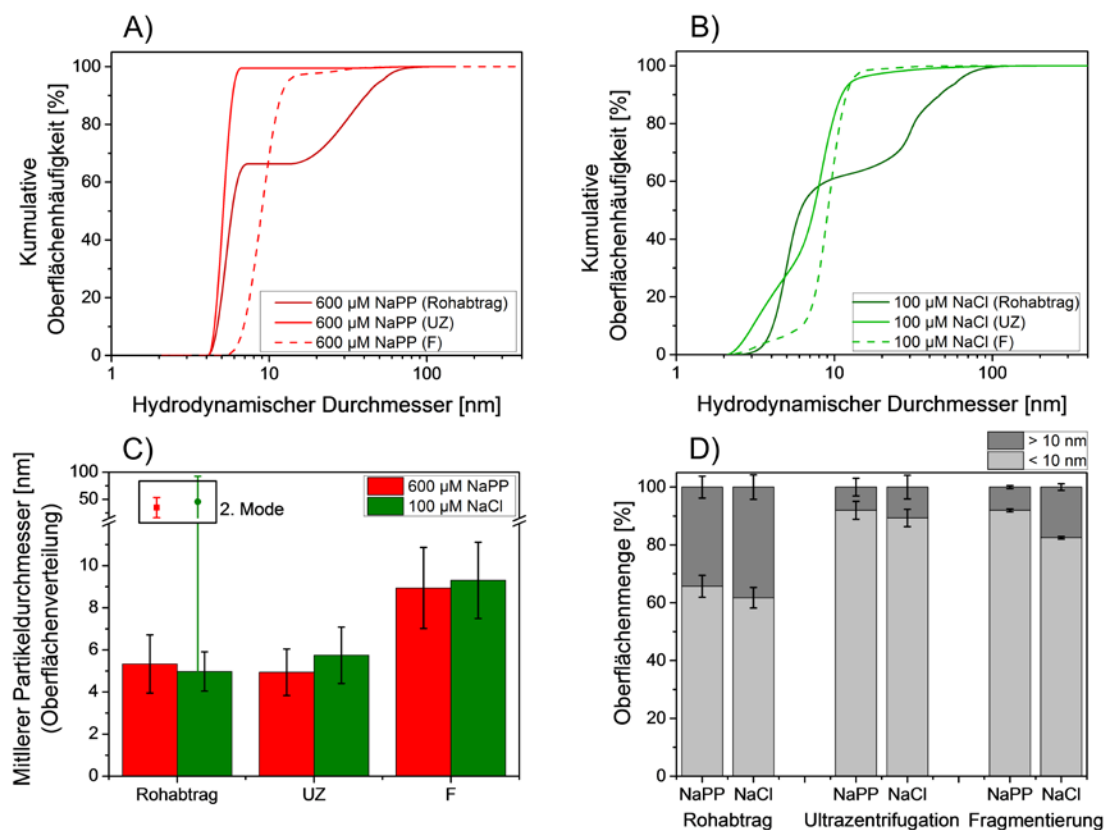 A)
Kumulative
Oberflächenhäufigkeit [%]
100
80
60
40
20
0
600 µM NaPP (Rohabtrag)
600 µM NaPP (UZ)
600 µM NaPP (F)
1
10
100
Hydrodynamischer Durchmesser [nm]
B)
Kumulative
Oberflächenhäufigkeit [%]
100
80
60
40
20
0
100 µM NaCl (Rohabtrag)
100 µM NaCl (UZ)
100 µM NaCl (F)
1
10
100
Hydrodynamischer Durchmesser [nm]
C)
Mitllerer Partikeldurchmesser [nm]
(Oberflächenverteilung)
100
50
10
8
6
4
2
0
2. Mode
600 µM NaPP
100 µM NaCl
Rohabtrag
UZ
F
D)
> 10 nm
< 10 nm
Oberflächenmenge [%]
100
80
60
40
20
0
NaPP NaCl NaPP NaCl NaPP NaCl
Rohabtrag Ultrazentrifugation Fragmentierung